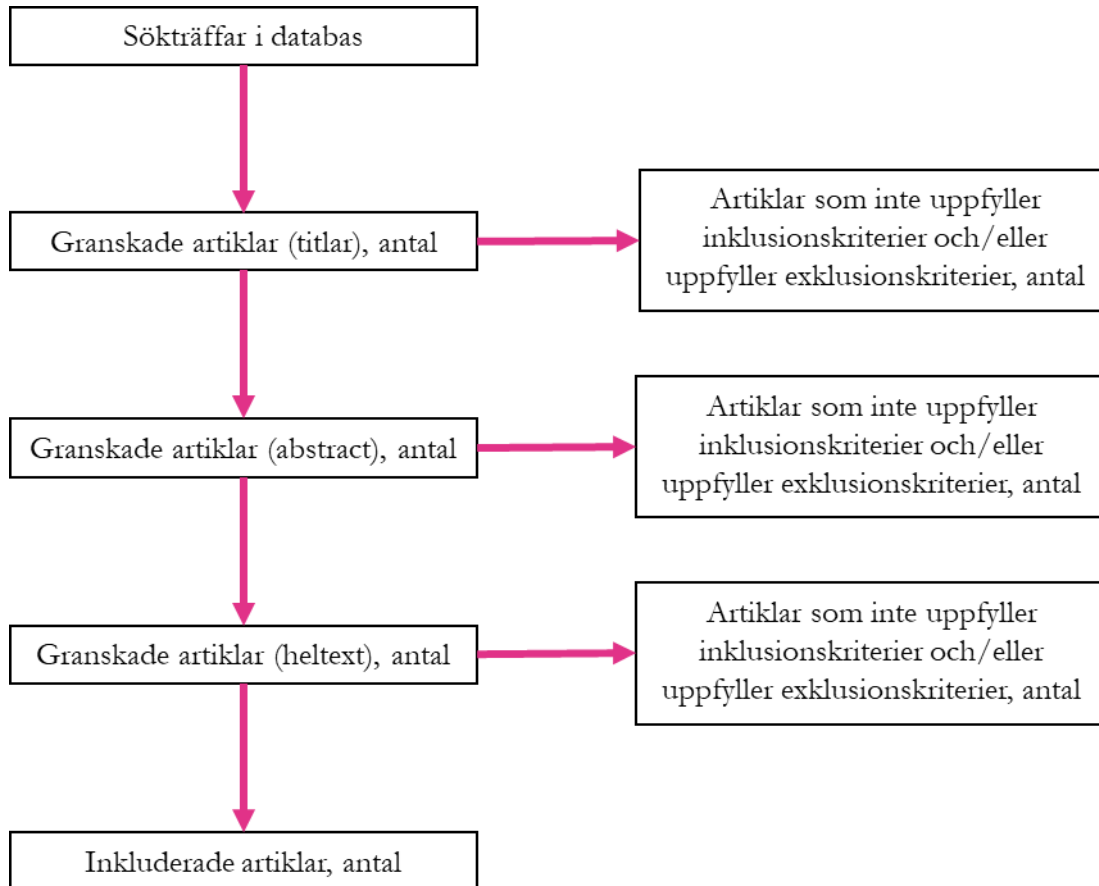 Sökträffar i databas
Granskade artiklar (titlar), antal
Artiklar som inte uppfyller
inklusionskriterier och/eller
uppfyller exklusionskriterier, antal
Granskade artiklar (abstract), antal
Artiklar som inte uppfyller
inklusionskriterier och/eller
uppfyller exklusionskriterier, antal
Granskade artiklar (heltext), antal
Artiklar som inte uppfyller
inklusionskriterier och/eller
uppfyller exklusionskriterier, antal
Inkluderade artiklar, antal